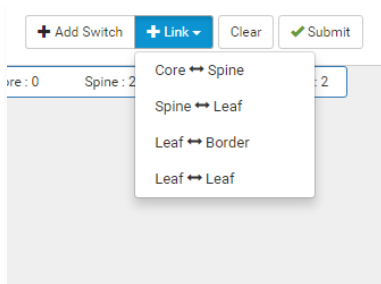 Add Switch Link Clear Submit
Core ↔ Spine
ore : 0 Spine : 2 : 2
Spine ↔ Leaf
Leaf ↔ Border
Leaf ↔ Leaf